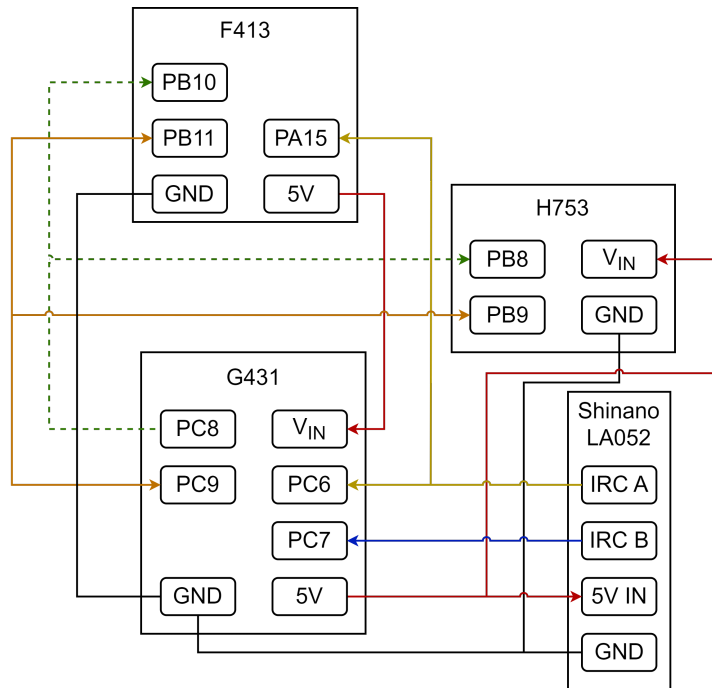 F413
PB10
PB11
PA15
GND
5V
H753
PB8
VIN
PB9
GND
G431
PC8
VIN
PC9
PC6
PC7
GND
5V
Shinano
LA052
IRC A
IRC B
5V IN
GND